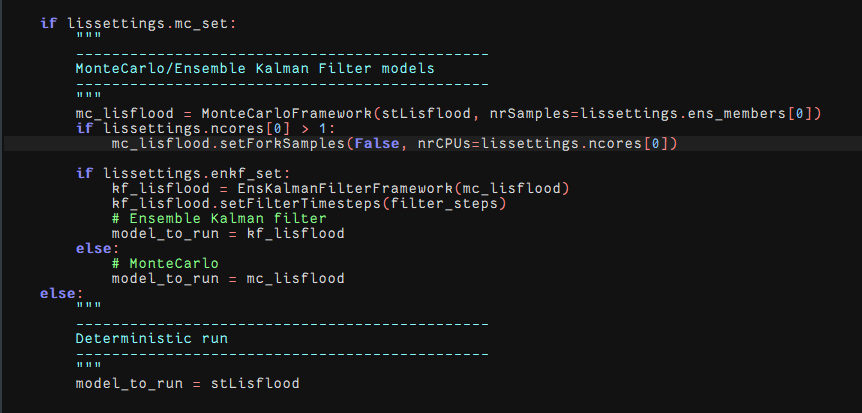 if lissettings.mc_set:
"""
----------------------------------------------
MonteCarlo/Ensemble Kalman Filter models
----------------------------------------------
"""
mc_lisflood = MonteCarloFramework(stLisflood, nrSamples=lissettings.ens_members[0])
if lissettings.ncores[0] > 1:
mc_lisflood.setForkSamples(False, nrCPUs=lissettings.ncores[0])
if lissettings.enkf_set:
kf_lisflood = EnsKalmanFilterFramework(mc_lisflood)
kf_lisflood.setFilterTimesteps(filter_steps)
# Ensemble Kalman filter
model_to_run = kf_lisflood
else:
# MonteCarlo
model_to_run = mc_lisflood
else:
"""
----------------------------------------------
Deterministic run
----------------------------------------------
"""
model_to_run = stLisflood